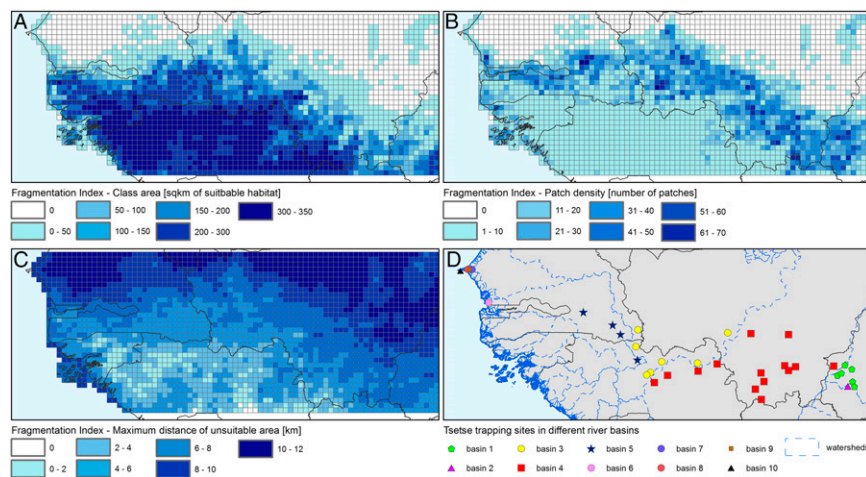 A
B
Fragmentation Index - Class area [sqkm of suitbable habitat]
0
50 - 100
150 - 200
300 - 350
0 - 50
100 - 150
200 - 300
Fragmentation Index - Patch density [number of patches]
0
11 - 20
31 - 40
51 - 60
1 - 10
21 - 30
41 - 50
61 - 70
C
D
Fragmentation Index - Maximum distance of unsuitable area [km]
0
2 - 4
6 - 8
10 - 12
0 - 2
4 - 6
8 - 10
Tsetse trapping sites in different river basins
basin 1
basin 3
basin 5
basin 7
basin 9
watersheds
basin 2
basin 4
basin 6
basin 8
basin 10